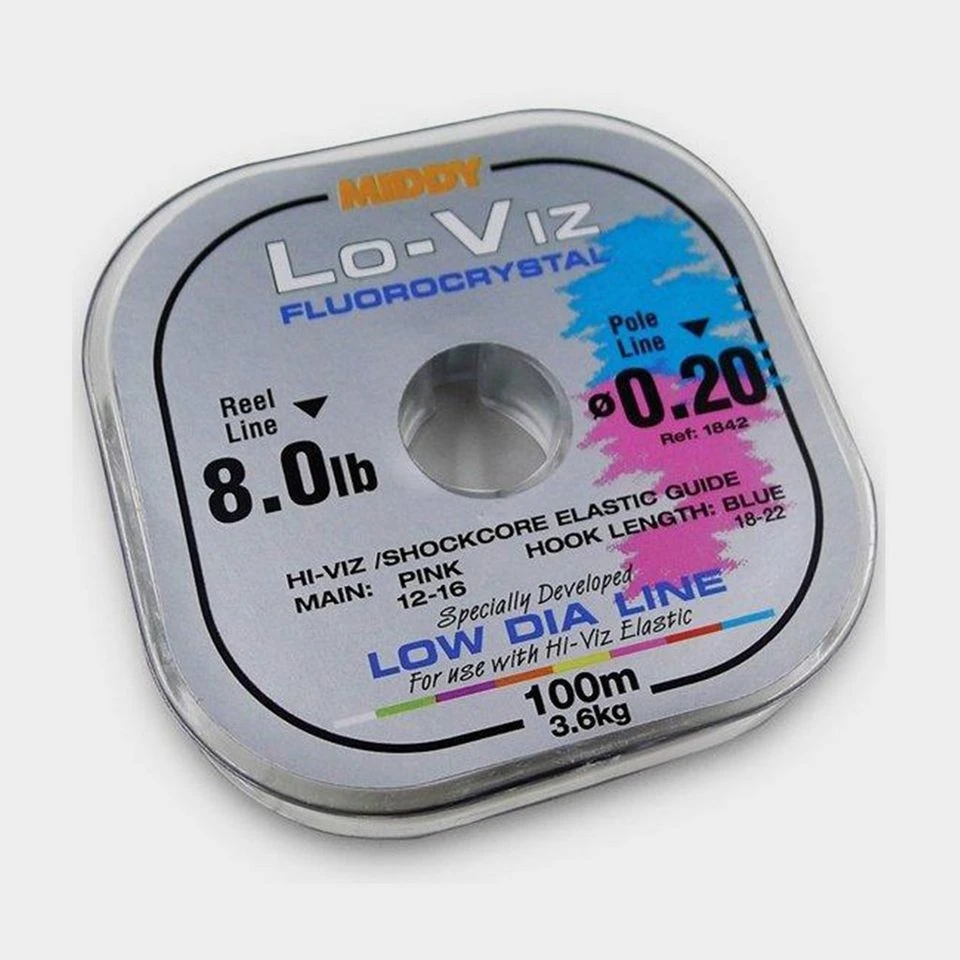 MIDDY
LO-VIZ
FLUOROCRYSTAL
Pole
Line
ø0.20
Ref: 1842
Reel
Line
8.0lb
HI-VIZ /SHOCKCORE ELASTIC GUIDE
MAIN: PINK HOOK LENGTH: BLUE
12-16 18-22
Specially Developed
LOW DIA LINE
For use with HI-Viz Elastic
100m
3.6kg